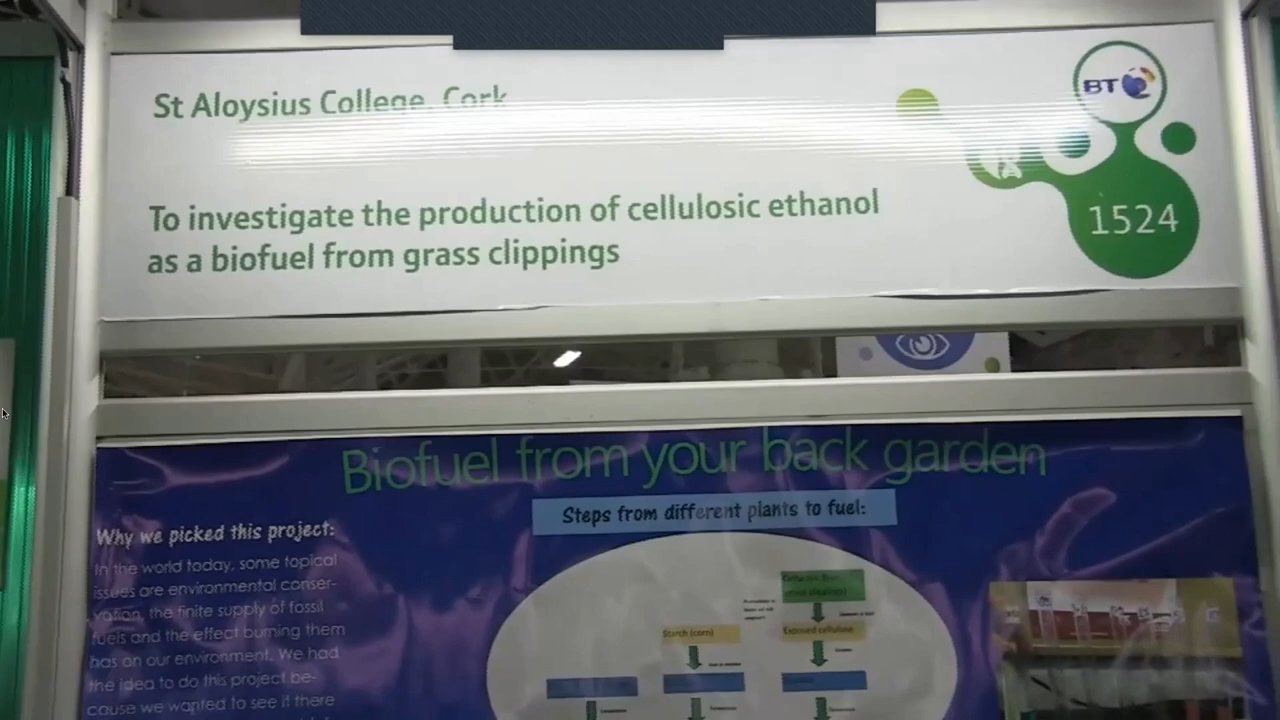 St Aloysius College, Cork
BT
To investigate the production of cellulosic ethanol
as a biofuel from grass clippings
1524
Biofuel from your back garden
Steps from different plants to fuel:
Why we picked this project:
In the world today, some topical
issues are environmental conser-
vation, the finite supply of fossil
fuels and the effect burning them
has on our environment. We had
the idea to do this project be-
cause we wanted to see if there
Starch (corn)
Exposed cellulose